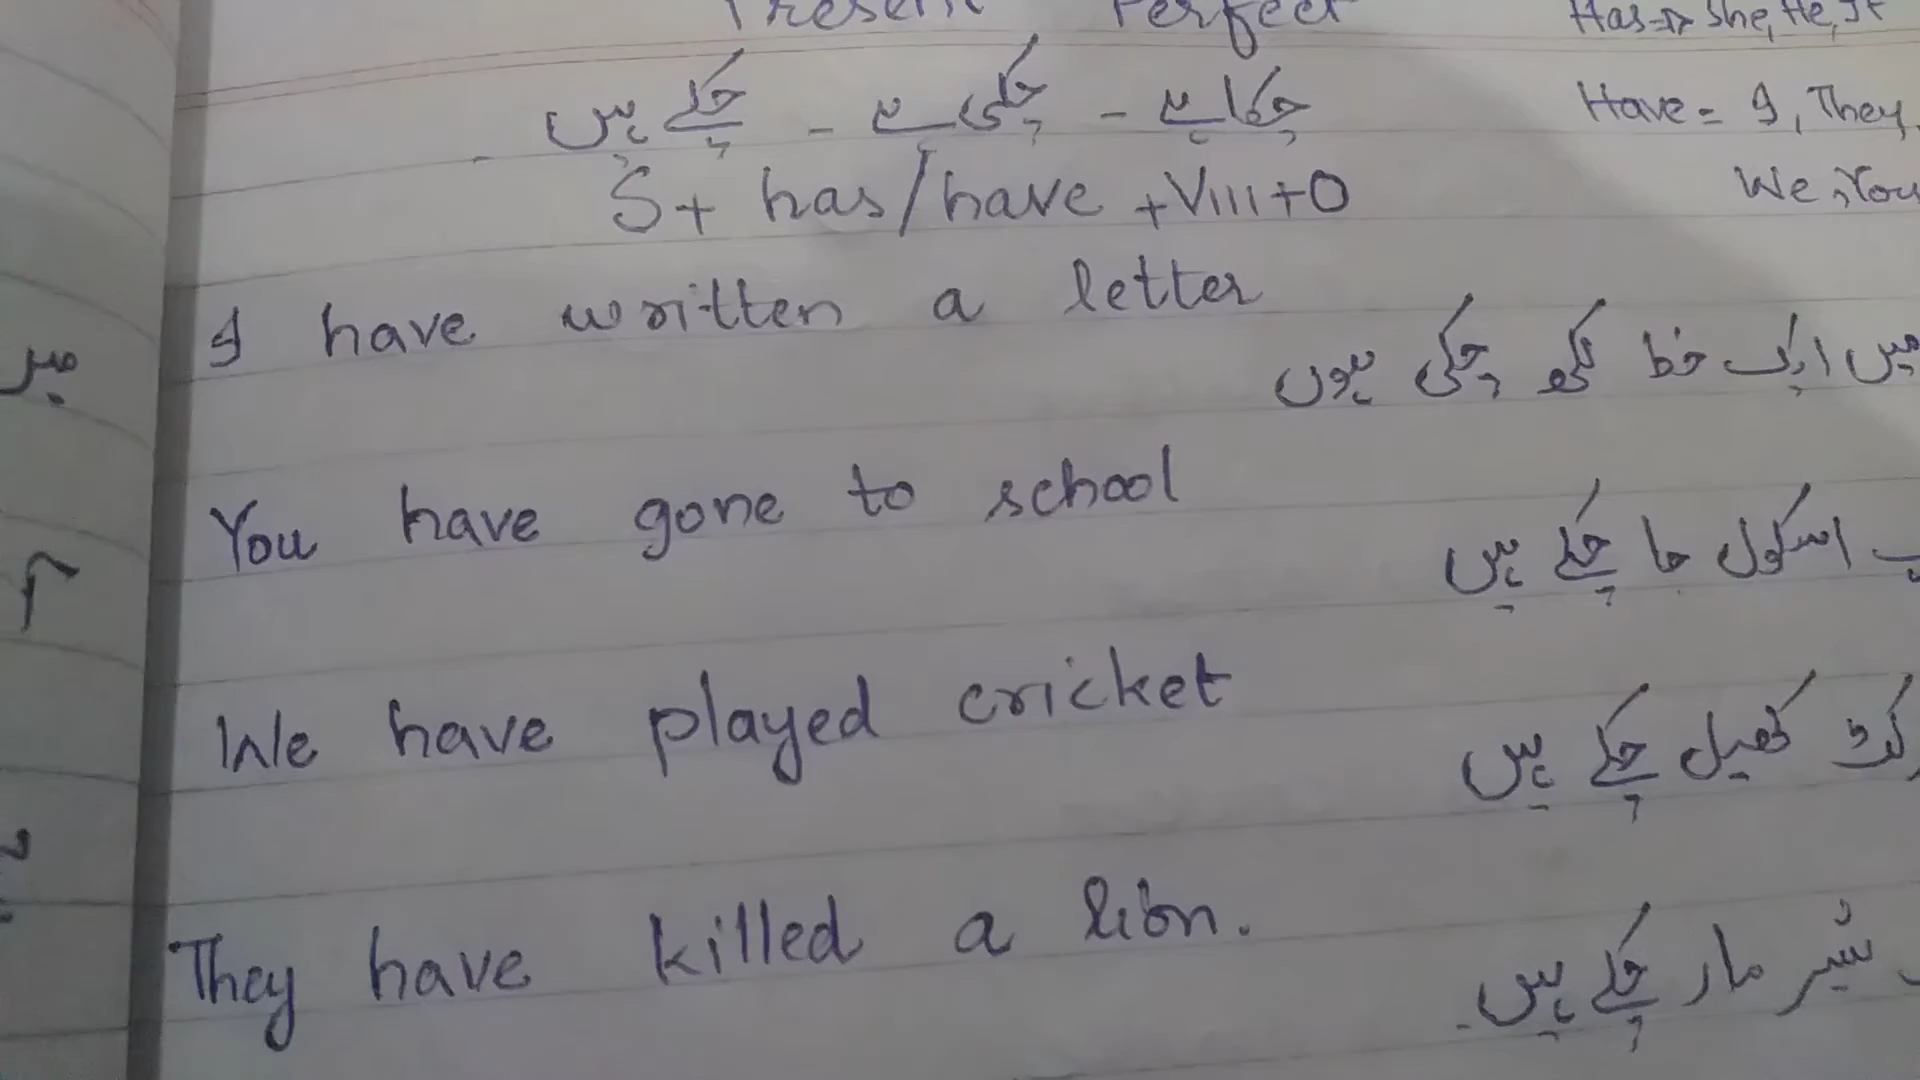 Present Perfect
Has => She, He, It
چکا ہے - چکی ہے - چکے ہیں -
Have = I, They,
We, You
S + has/have + VIII + O
I have written a letter
میں ایک خط لکھ چکی ہوں
You have gone to school
اسکول جا چکے ہیں
We have played cricket
کھیل چکے ہیں
They have killed a lion.
شیر مار چکے ہیں -